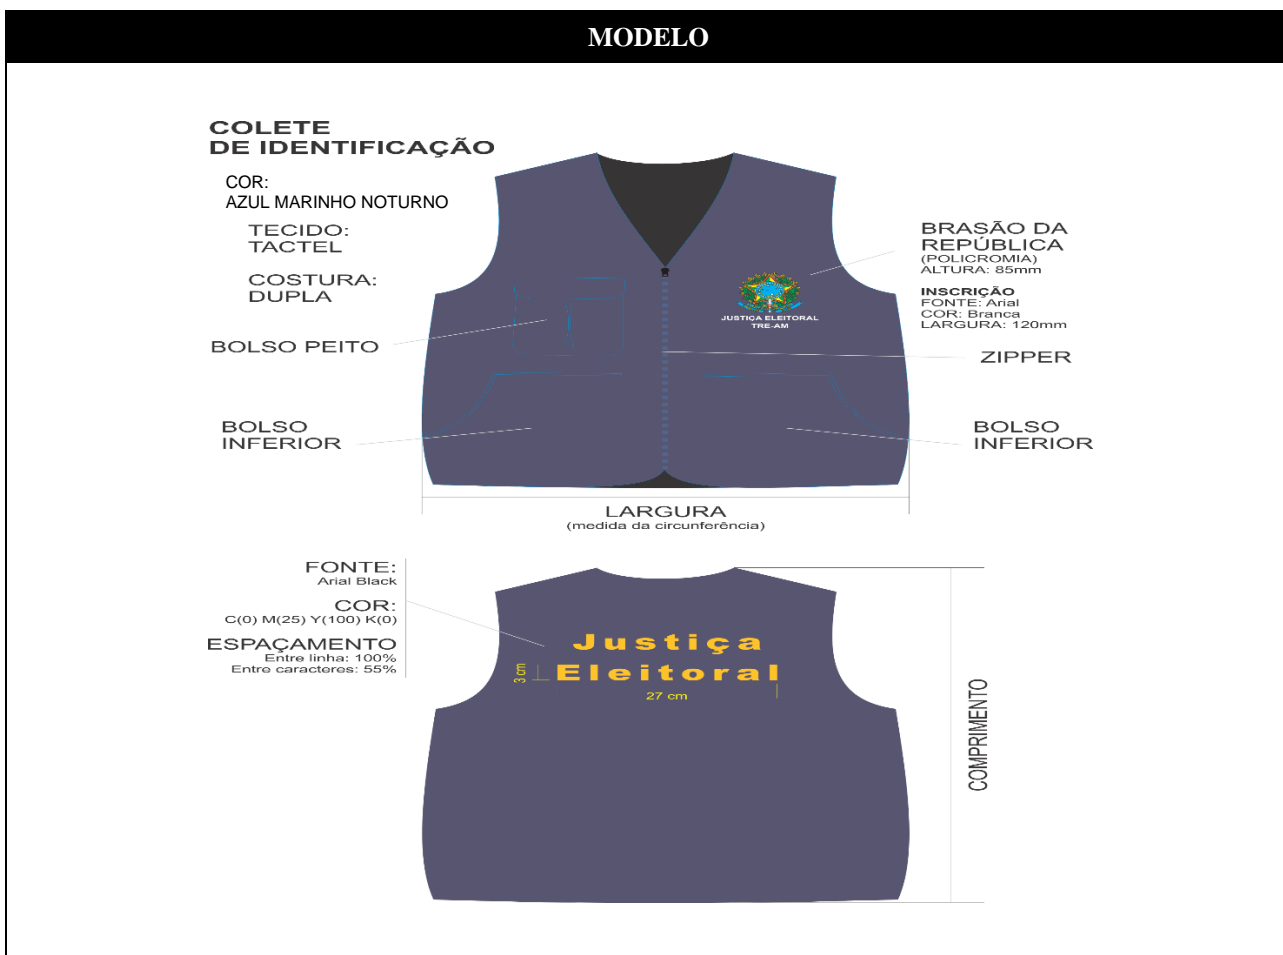 MODELO
COLETE
DE IDENTIFICAÇÃO
COR:
AZUL MARINHO NOTURNO
TECIDO:
TACTEL
COSTURA:
DUPLA
BOLSO PEITO
BOLSO
INFERIOR
BRASÃO DA
REPÚBLICA
(POLICROMIA)
ALTURA: 85mm
INSCRIÇÃO
FONTE: Arial
COR: Branca
LARGURA: 120mm
JUSTIÇA ELEITORAL
TRE-AM
ZIPPER
BOLSO
INFERIOR
LARGURA
(medida da circunferência)
FONTE:
Arial Black
COR:
C(0) M(25) Y(100) K(0)
ESPAÇAMENTO
Entre linha: 100%
Entre caracteres: 55%
Justiça
Eleitoral
3 cm
27 cm
COMPRIMENTO